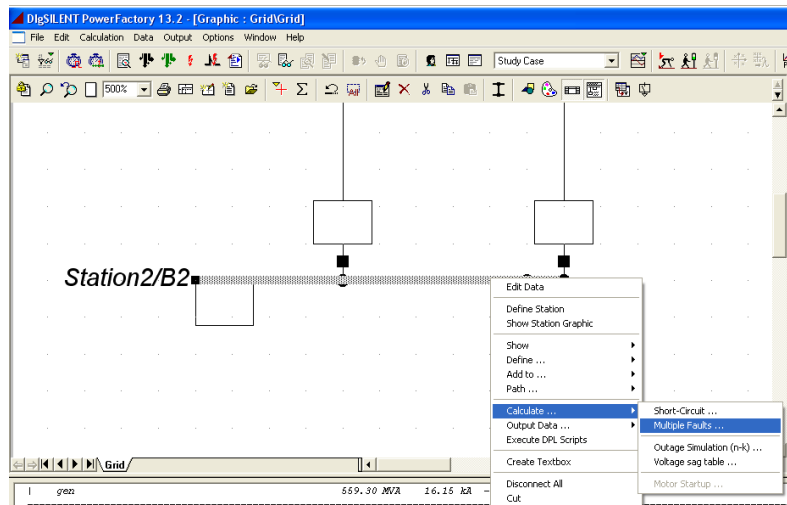 DIgSILENT PowerFactory 13.2 - [Graphic : Grid\Grid]
File Edit Calculation Data Output Options Window Help
Study Case
500%
Station2/B2
Edit Data
Define Station
Show Station Graphic
Show
Define ...
Add to ...
Path ...
Calculate ...
Output Data ...
Execute DPL Scripts
Create Textbox
Disconnect All
Cut
Short-Circuit ...
Multiple Faults ...
Outage Simulation (n-k) ...
Voltage sag table ...
Motor Startup ...
Grid
gen 559.30 MVA 16.15 kA